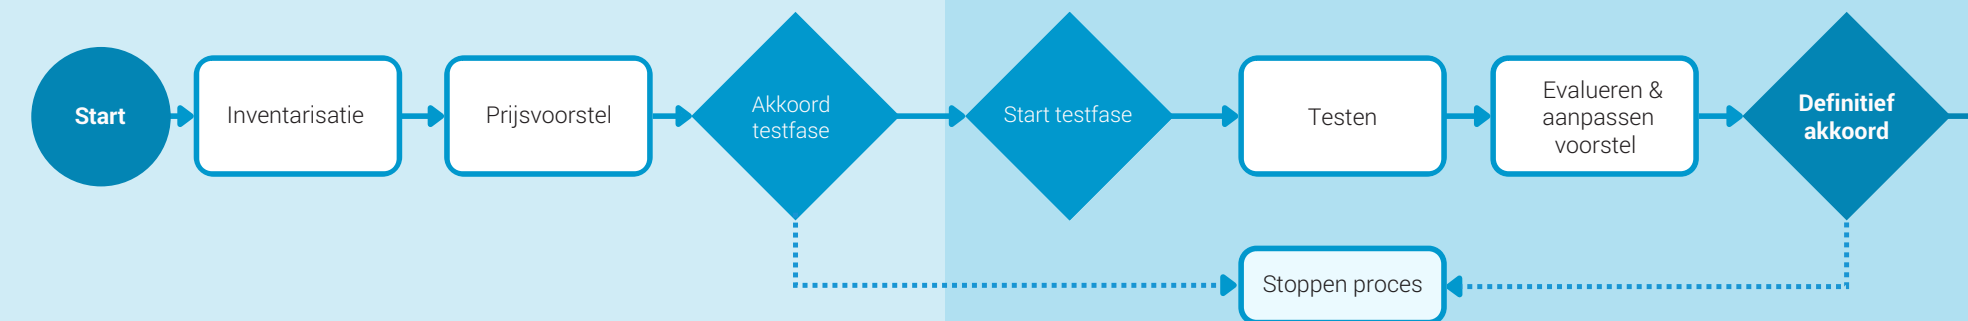 Start
Inventarisatie
Prijsvoorstel
Akkoord
testfase
Start testfase
Testen
Evalueren &
aanpassen
voorstel
Definitief
akkoord
Stoppen proces